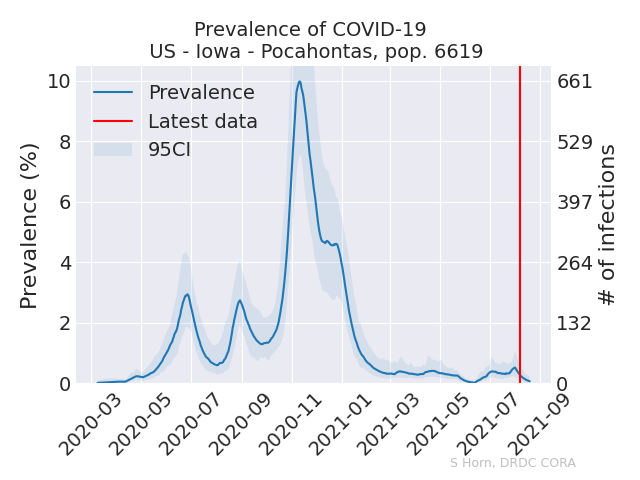 Prevalence of COVID-19
US - Iowa - Pocahontas, pop. 6619
Prevalence (%)
10
8
6
4
2
0
Prevalence
Latest data
95CI
661
529
397
264
132
0
# of infections
2020-03
2020-05
2020-07
2020-09
2020-11
2021-01
2021-03
2021-05
2021-07
2021-09
S Horn, DRDC CORA